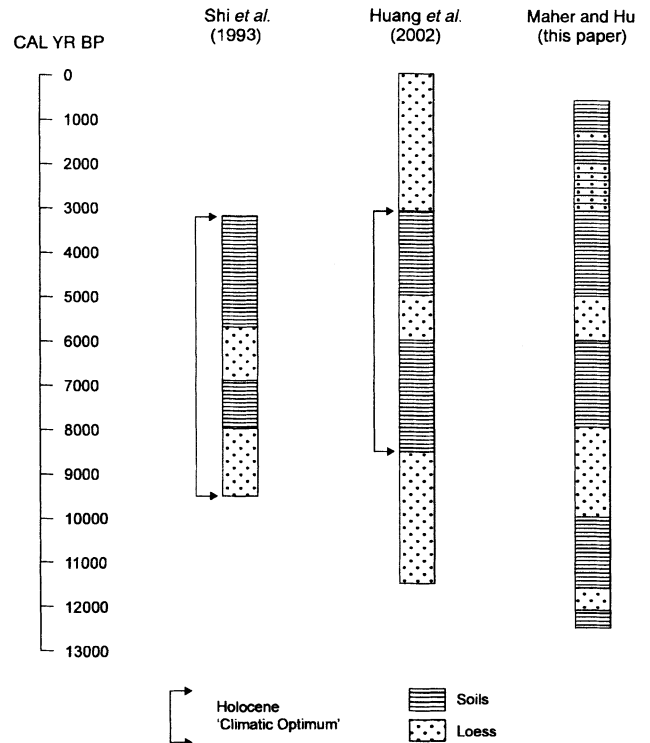 Shi et al.
(1993)
Huang et al.
(2002)
Maher and Hu
(this paper)
CAL YR BP
0
1000
2000
3000
4000
5000
6000
7000
8000
9000
10000
11000
12000
13000
Holocene
'Climatic Optimum'
Soils
Loess